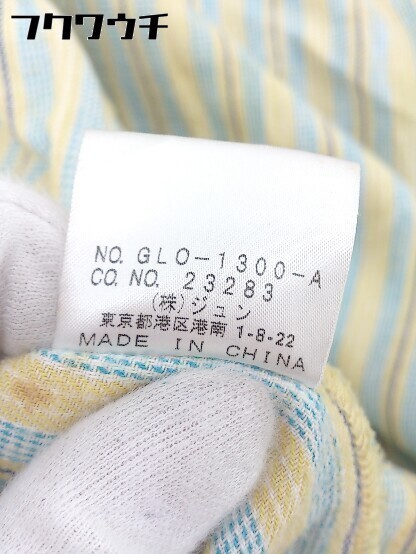 フクワウチ
NO. GLO-1300-A
CO. NO. 23283
(株)ジュン
東京都港区港南 1-8-22
MADE IN CHINA